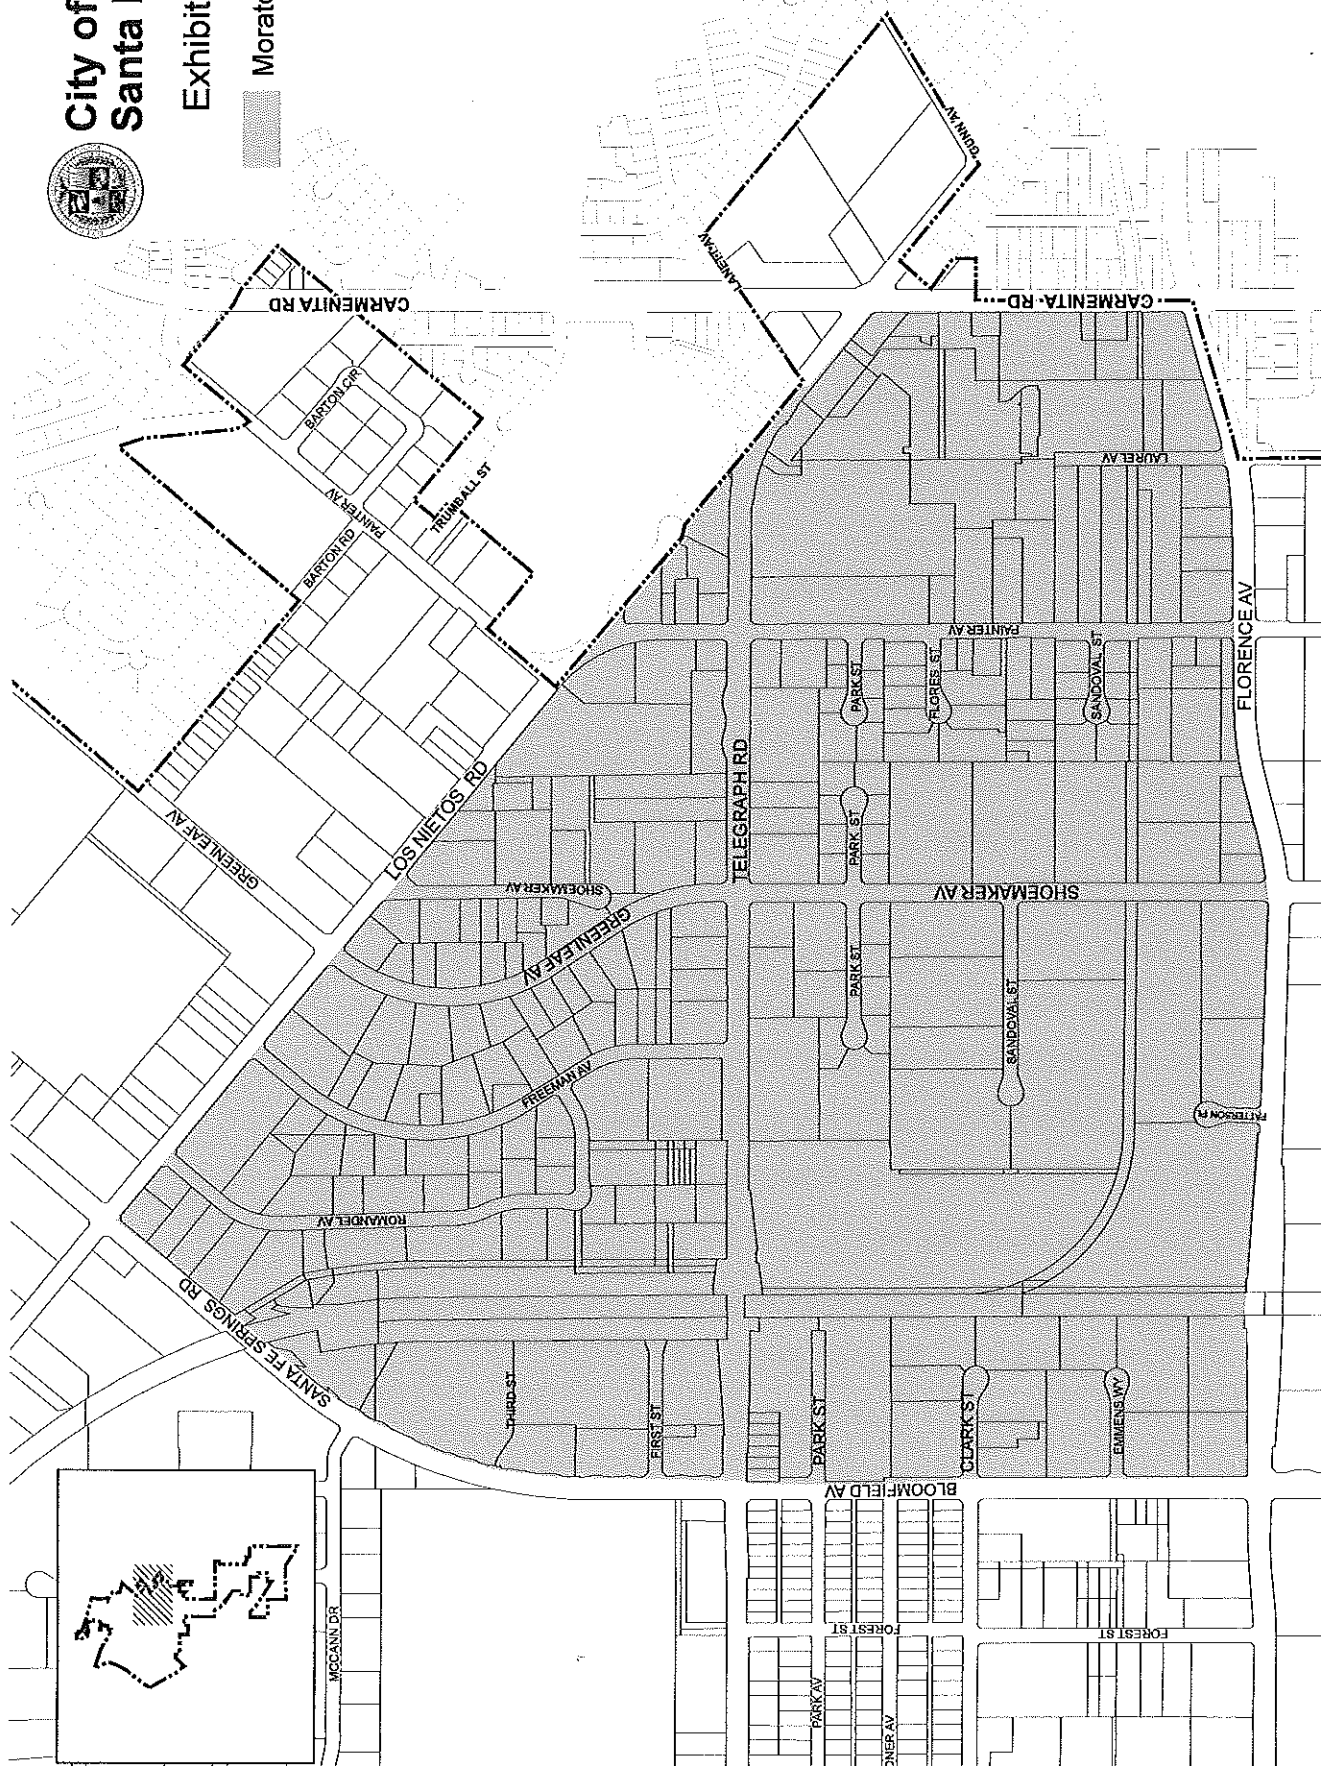 City of
Santa
Exhibit
CARMENITA RD
BARTON CIR
PAINTER AV
TRUMBALL ST
BARTON RD
LANETT AV
GUNN AV
CARMENITA RD
LAUREL AV
GREENLEAF AV
LOS NIETOS RD
PAINTER AV
PARK ST
FLORES ST
SANDOVAL ST
FLORENCE AV
TELEGRAPH RD
PARK ST
SHOEMAKER AV
SHOEMAKER AV
GREENLEAF AV
PARK ST
SANDOVAL ST
FREEMAN AV
PATTERSON PL
ROMANDEL AV
SANTA FE SPRINGS RD
THIRD ST
FIRST ST
PARK ST
CLARK ST
EMMENS WY
BLOOMFIELD AV
MCCANN DR
FOREST ST
FOREST ST
PARK AV